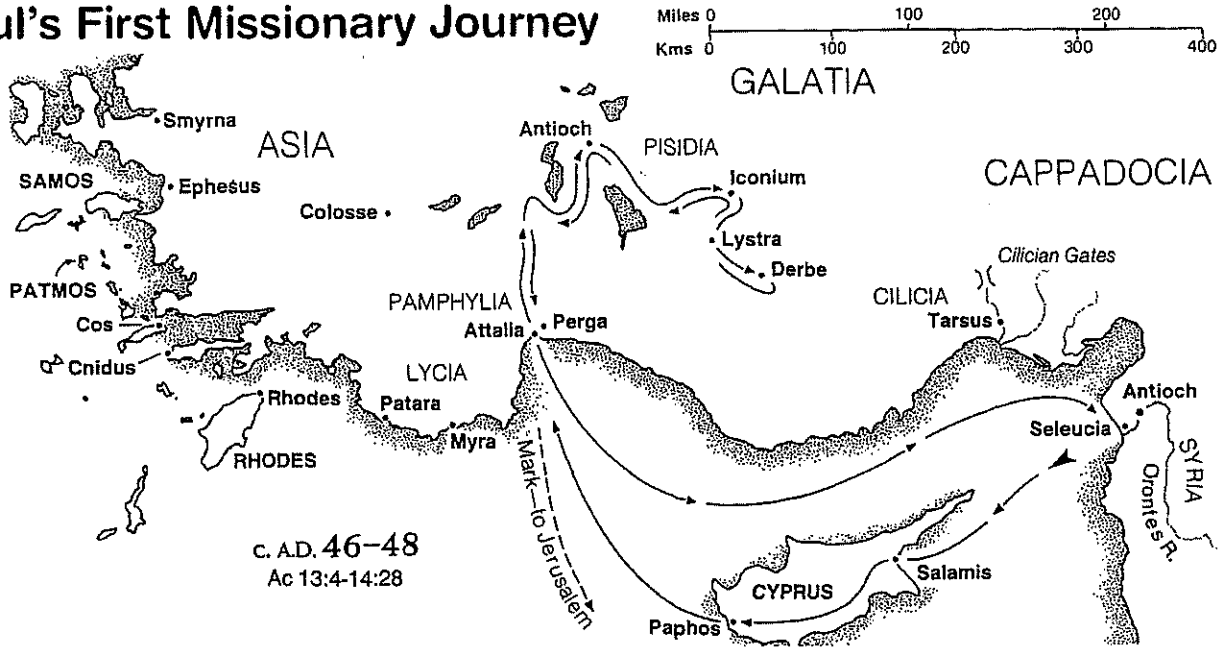 ul's First Missionary Journey
Miles 0 100 200
Kms 0 100 200 300 400
GALATIA
Smyrna
ASIA
Antioch
PISIDIA
CAPPADOCIA
SAMOS
Ephesus
Iconium
Colosse
Lystra
Derbe
Cilician Gates
PATMOS
PAMPHYLIA
CILICIA
Cos
Attalia
Perga
Tarsus
Cnidus
LYCIA
Rhodes
Patara
Antioch
Myra
Seleucia
RHODES
SYRIA
Orontes R.
Mark—to Jerusalem
C. A.D. 46–48
Ac 13:4-14:28
Salamis
CYPRUS
Paphos